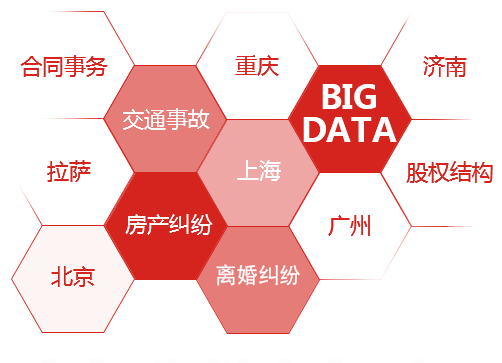 合同事务
重庆
济南
交通事故
BIG
DATA
拉萨
上海
股权结构
房产纠纷
广州
北京
离婚纠纷